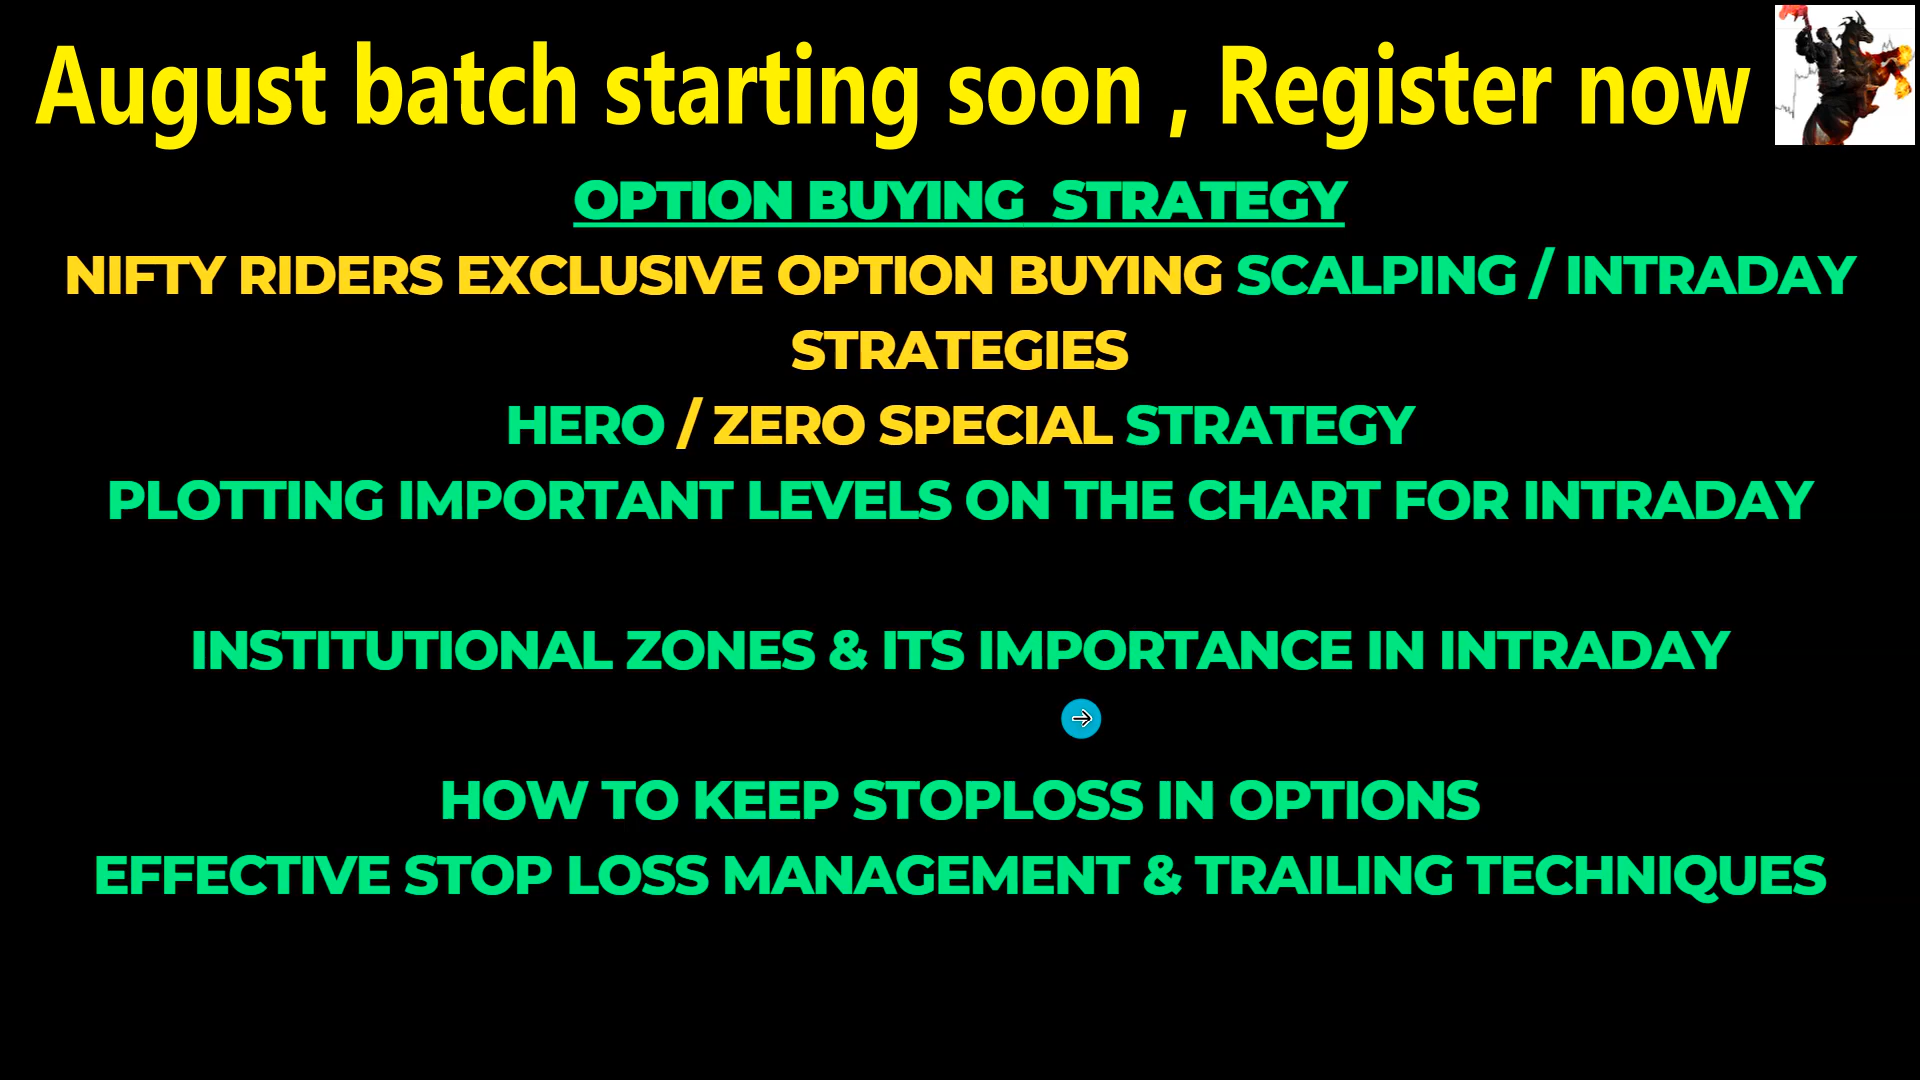 August batch starting soon , Register now
OPTION BUYING STRATEGY
NIFTY RIDERS EXCLUSIVE OPTION BUYING SCALPING / INTRADAY
STRATEGIES
HERO / ZERO SPECIAL STRATEGY
PLOTTING IMPORTANT LEVELS ON THE CHART FOR INTRADAY
INSTITUTIONAL ZONES & ITS IMPORTANCE IN INTRADAY
HOW TO KEEP STOPLOSS IN OPTIONS
EFFECTIVE STOP LOSS MANAGEMENT & TRAILING TECHNIQUES